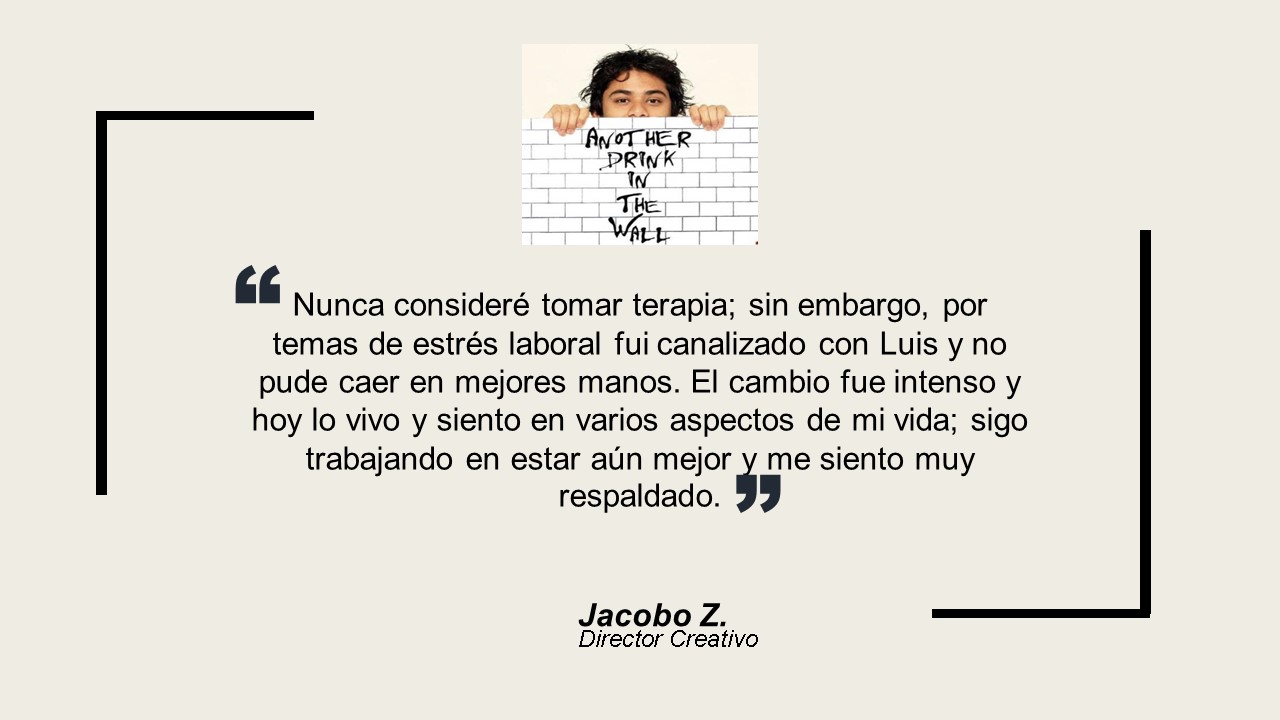 ANOTHER
DRINK
IN
THE
WALL
“ Nunca consideré tomar terapia; sin embargo, por
temas de estrés laboral fui canalizado con Luis y no
pude caer en mejores manos. El cambio fue intenso y
hoy lo vivo y siento en varios aspectos de mi vida; sigo
trabajando en estar aún mejor y me siento muy
respaldado. ”
Jacobo Z.
Director Creativo